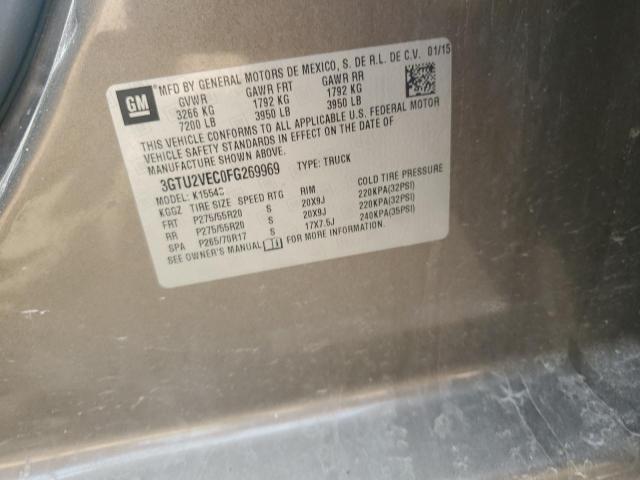 GM
MFD BY GENERAL MOTORS DE MEXICO, S. DE R.L. DE C.V. 01/15
GVWR GAWR FRT GAWR RR
3266 KG 1792 KG 1792 KG
7200 LB 3950 LB 3950 LB
THIS VEHICLE CONFORMS TO ALL APPLICABLE U.S. FEDERAL MOTOR
VEHICLE SAFETY STANDARDS IN EFFECT ON THE DATE OF
MANUFACTURE SHOWN ABOVE.
3GTU2VEC0FG269969 TYPE: TRUCK
MODEL: K1554
KGGZ TIRE SIZE SPEED RTG RIM COLD TIRE PRESSURE
FRT P275/55R20 S 20X9J 220KPA(32PSI)
RR P275/55R20 S 20X9J 220KPA(32PSI)
SPA P265/70R17 S 17X7.5J 240KPA(35PSI)
SEE OWNER'S MANUAL FOR MORE INFORMATION.